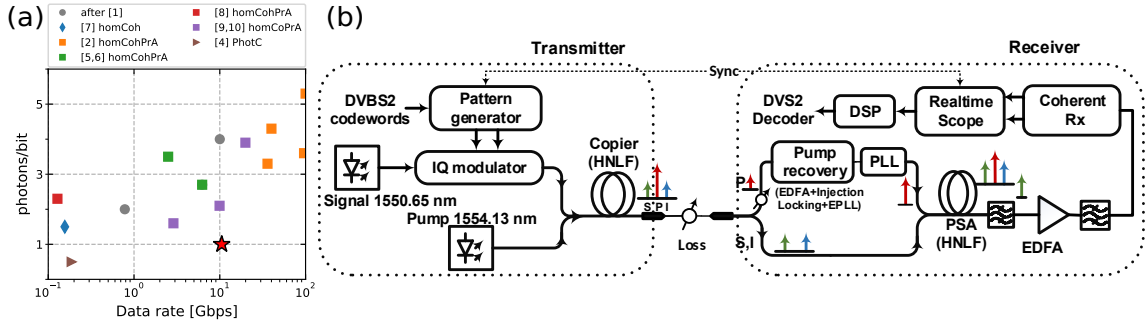 (a)
after [1]
[7] homCoh
[2] homCohPrA
[5,6] homCohPrA
[8] homCohPrA
[9,10] homCoPrA
[4] PhotC
photons/bit
5
4
3
2
1
10⁻¹
10⁰
10¹
10²
Data rate [Gbps]
(b)
Transmitter
Receiver
Sync
DVBS2
codewords
Pattern
generator
IQ modulator
Signal 1550.65 nm
Pump 1554.13 nm
Copier
(HNLF)
S P I
Loss
DVS2
Decoder
DSP
Realtime
Scope
Coherent
Rx
P
Pump
recovery
PLL
(EDFA+Injection
Locking+EPLL)
S,I
PSA
(HNLF)
EDFA